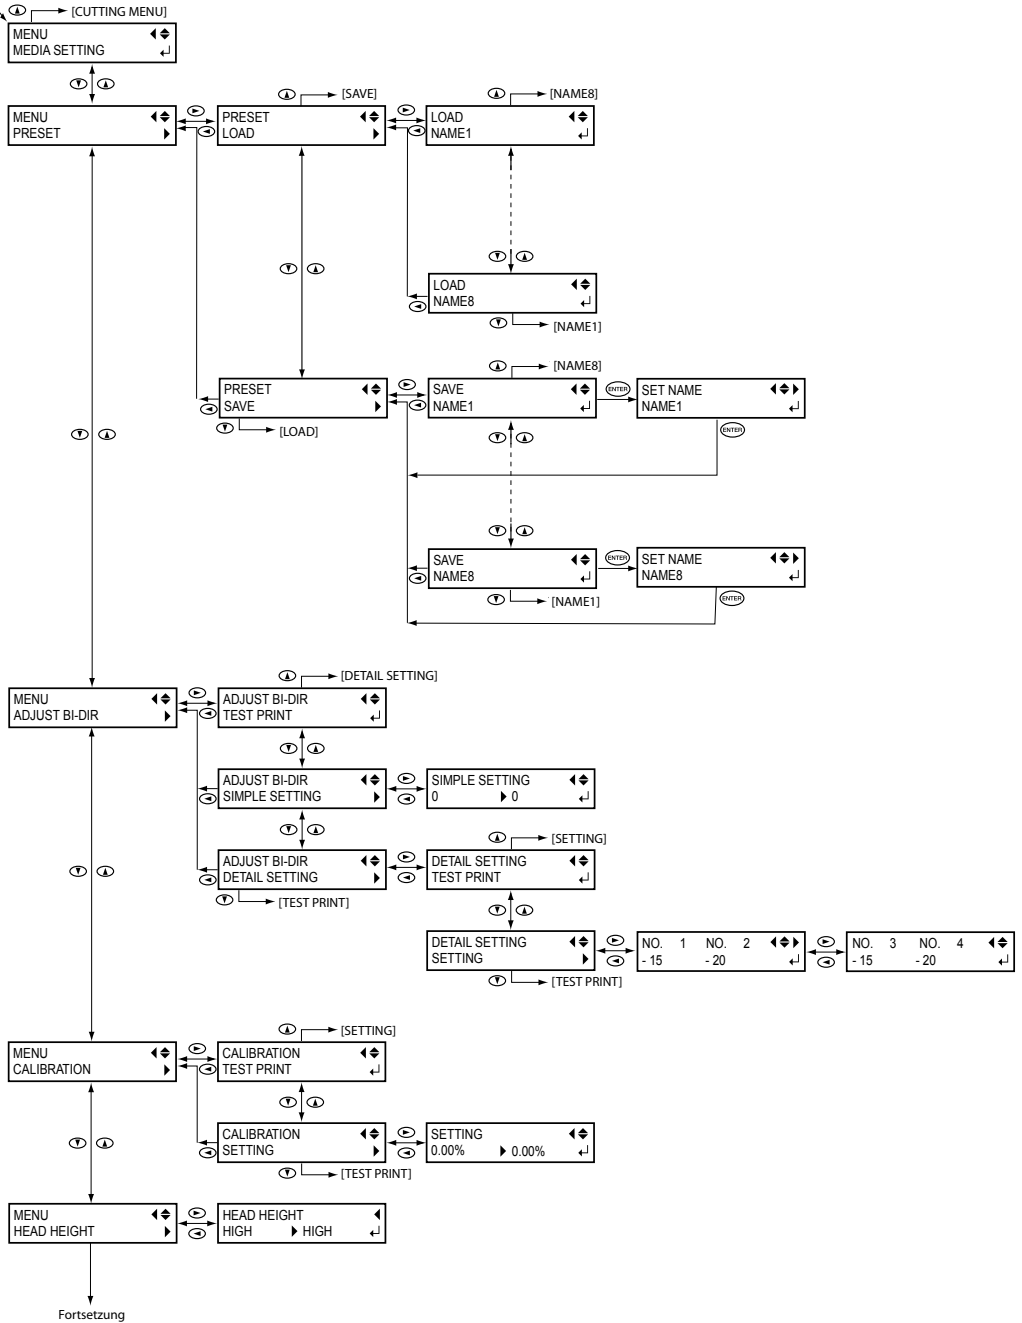 [CUTTING MENU]
MENU
MEDIA SETTING
[SAVE]
[NAME8]
MENU
PRESET
PRESET
LOAD
LOAD
NAME1
LOAD
NAME8
[NAME1]
[NAME8]
PRESET
SAVE
SAVE
NAME1
ENTER
SET NAME
NAME1
[LOAD]
ENTER
SAVE
NAME8
ENTER
SET NAME
NAME8
[NAME1]
ENTER
[DETAIL SETTING]
MENU
ADJUST BI-DIR
ADJUST BI-DIR
TEST PRINT
ADJUST BI-DIR
SIMPLE SETTING
SIMPLE SETTING
0 0
[SETTING]
ADJUST BI-DIR
DETAIL SETTING
DETAIL SETTING
TEST PRINT
[TEST PRINT]
DETAIL SETTING
SETTING
NO. 1 NO. 2
- 15 - 20
NO. 3 NO. 4
- 15 - 20
[TEST PRINT]
[SETTING]
MENU
CALIBRATION
CALIBRATION
TEST PRINT
CALIBRATION
SETTING
SETTING
0.00% 0.00%
[TEST PRINT]
MENU
HEAD HEIGHT
HEAD HEIGHT
HIGH HIGH
Fortsetzung